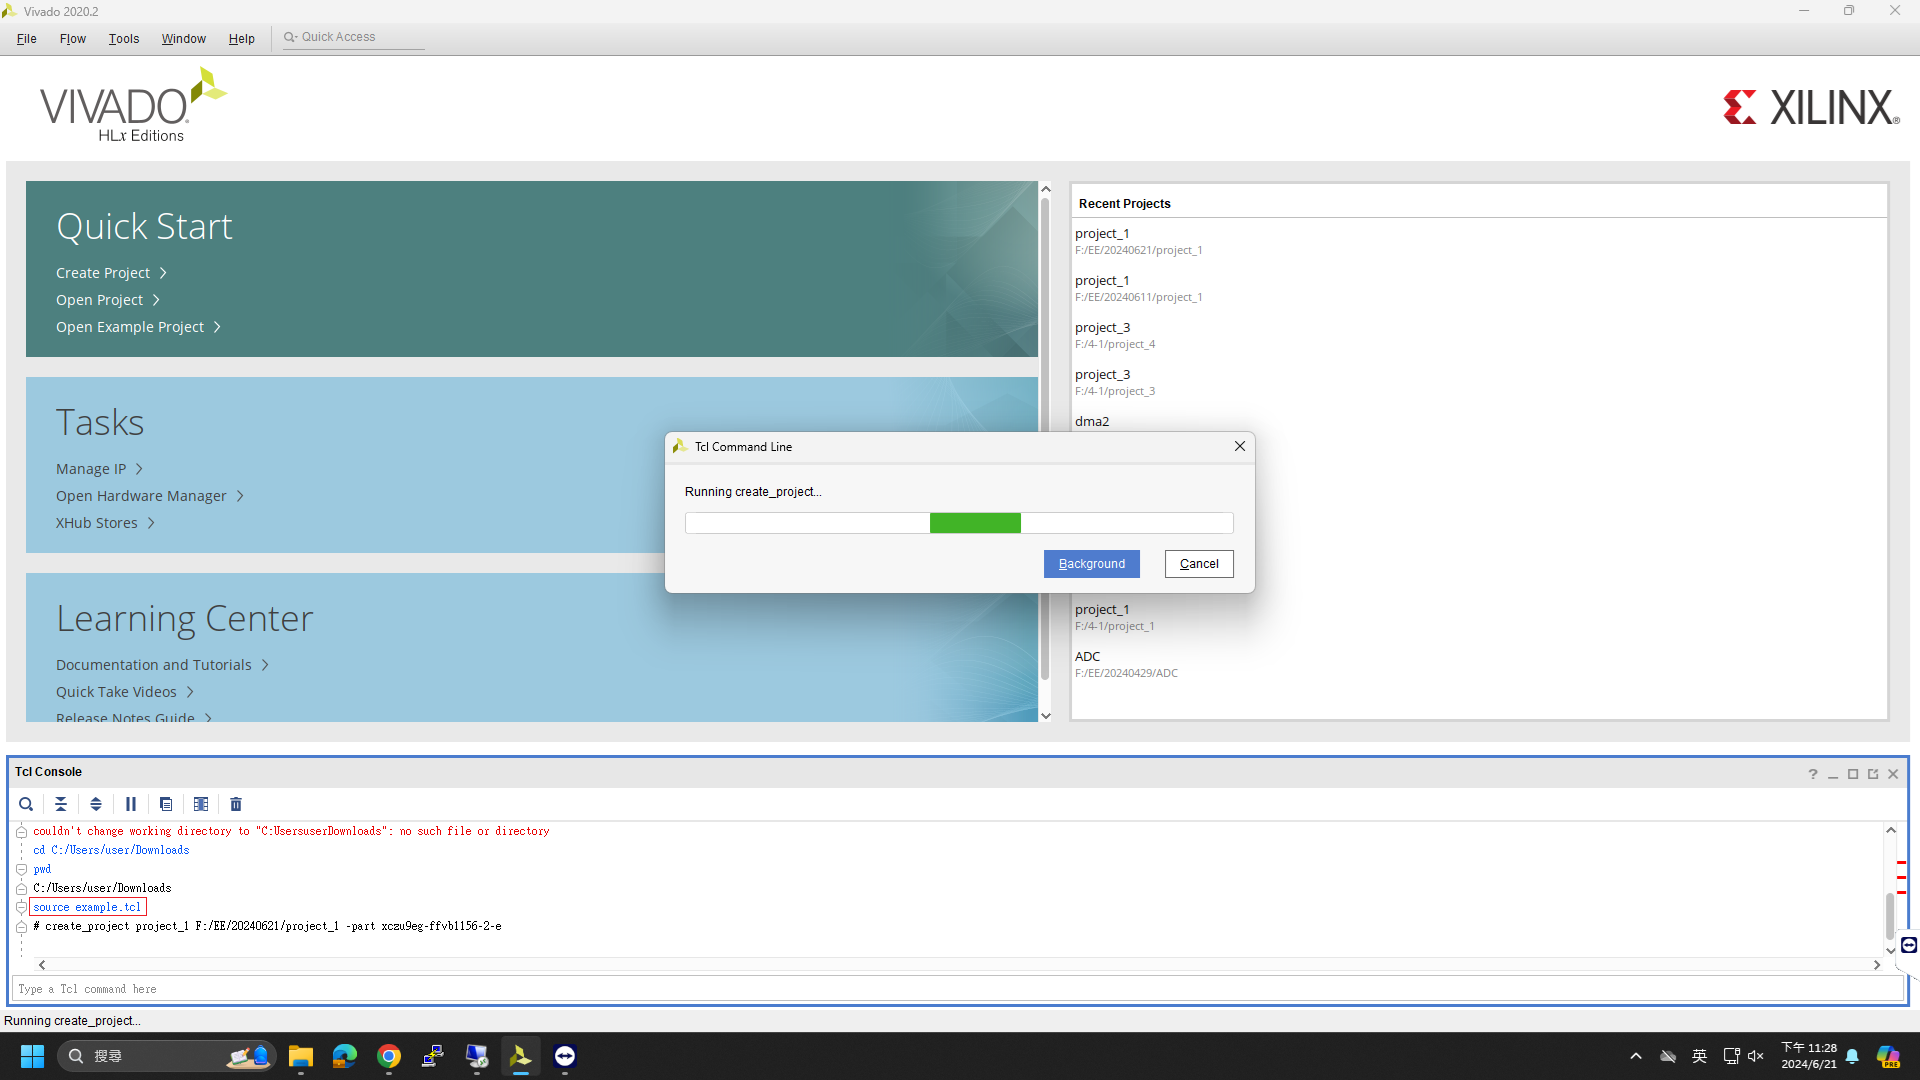 Vivado 2020.2
File Flow Tools Window Help Quick Access
VIVADO
HLx Editions
XILINX®
Quick Start
Create Project
Open Project
Open Example Project
Tasks
Manage IP
Open Hardware Manager
XHub Stores
Learning Center
Documentation and Tutorials
Quick Take Videos
Release Notes Guide
Recent Projects
project_1
F:/EE/20240621/project_1
project_1
F:/EE/20240611/project_1
project_3
F:/4-1/project_4
project_3
F:/4-1/project_3
dma2
project_1
F:/4-1/project_1
ADC
F:/EE/20240429/ADC
Tcl Command Line
Running create_project...
Background Cancel
Tcl Console
couldn't change working directory to "C:UsersuserDownloads": no such file or directory
cd C:/Users/user/Downloads
pwd
C:/Users/user/Downloads
source example.tcl
# create_project project_1 F:/EE/20240621/project_1 -part xczu9eg-ffvb1156-2-e
Type a Tcl command here
Running create_project...
搜尋
英
下午 11:28
2024/6/21
PRE